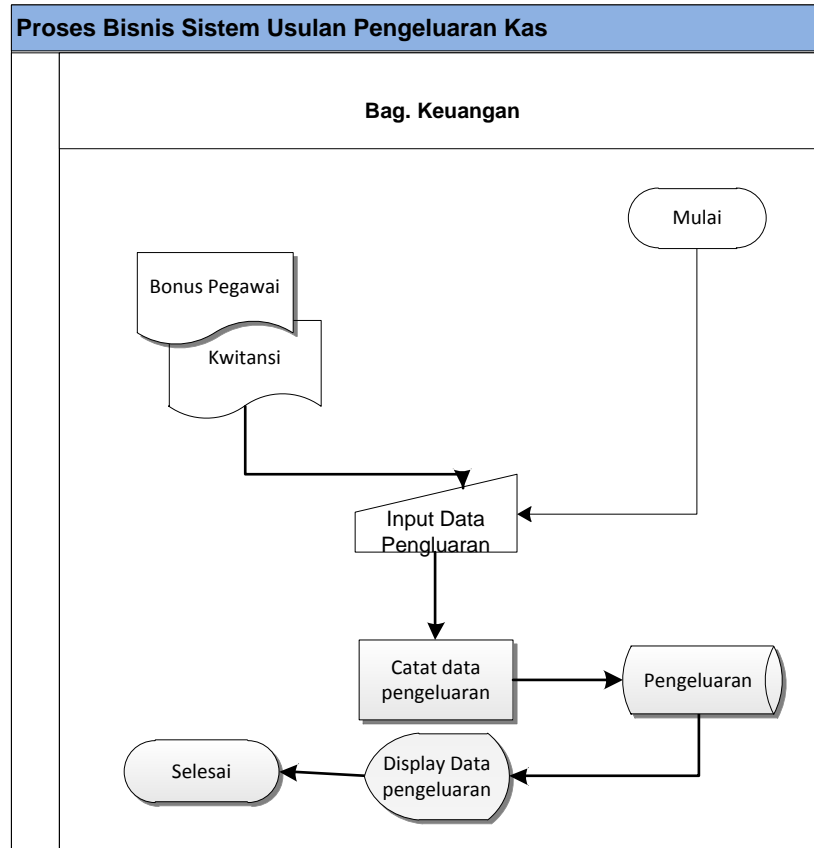 Proses Bisnis Sistem Usulan Pengeluaran Kas
Bag. Keuangan
Mulai
Bonus Pegawai
Kwitansi
Input Data
Pengluaran
Catat data
pengeluaran
Pengeluaran
Display Data
pengeluaran
Selesai